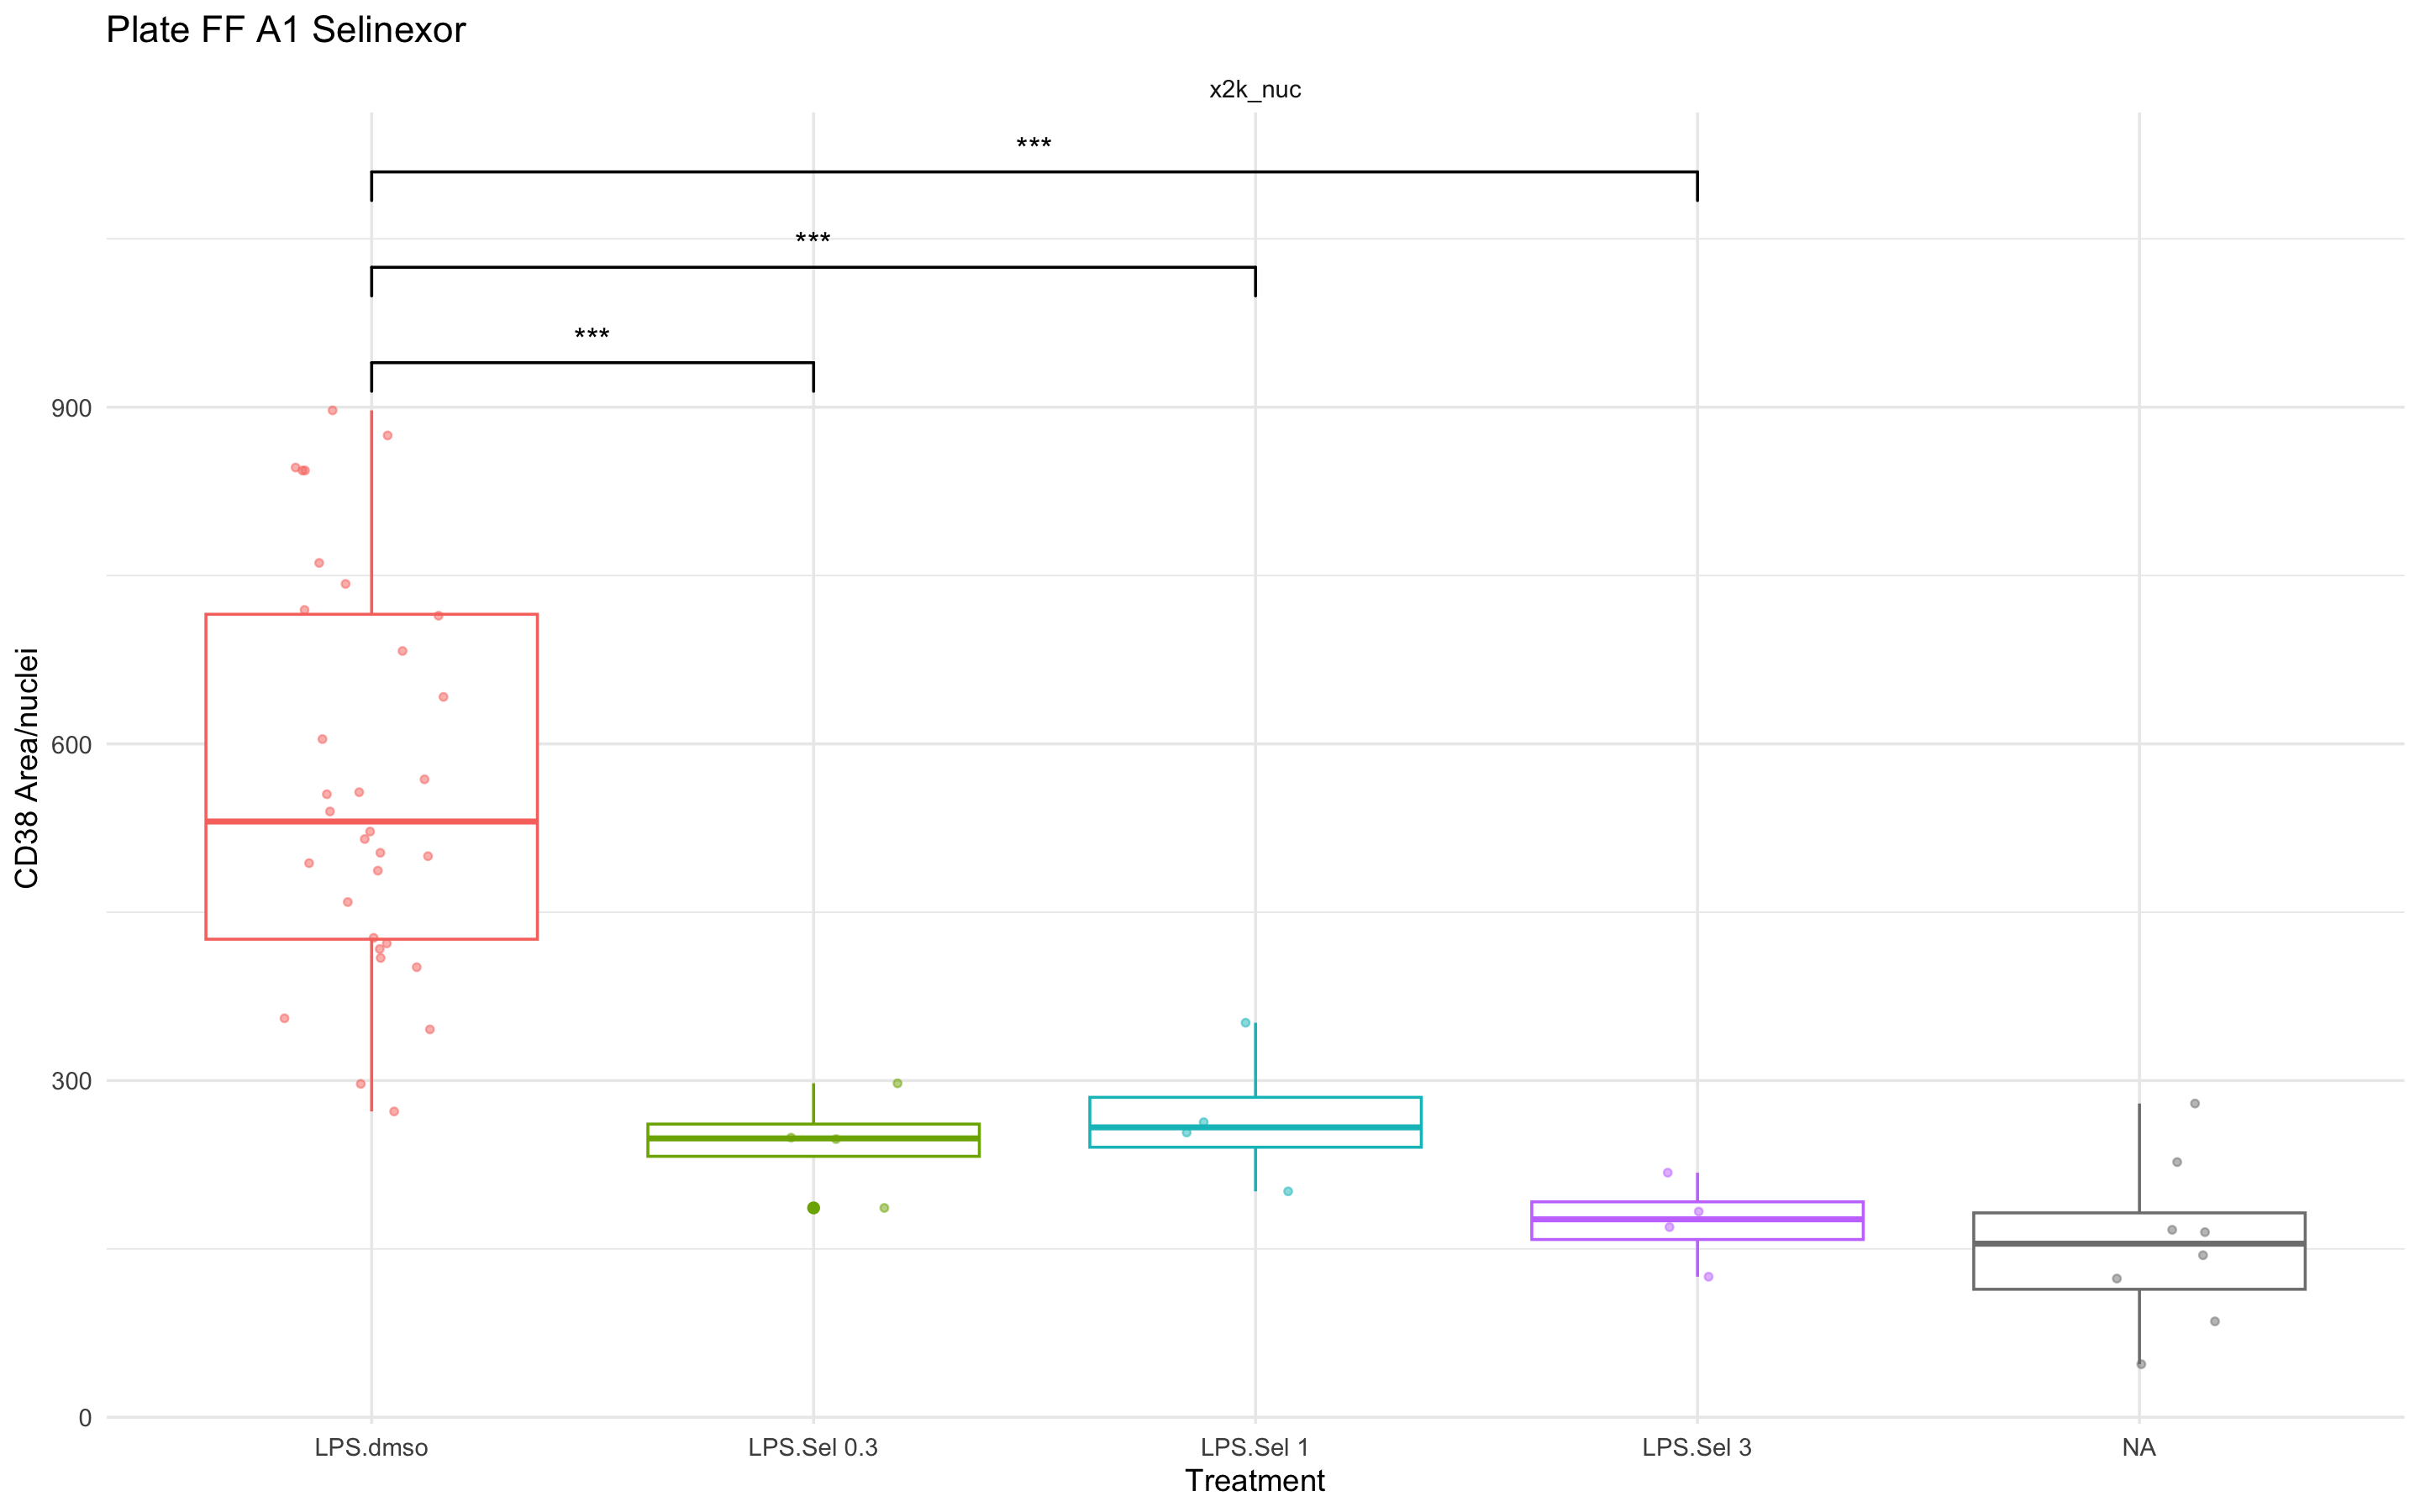 Plate FF A1 Selinexor
x2k_nuc
***
***
***
900
600
300
0
CD38 Area/nuclei
LPS.dmso
LPS.Sel 0.3
LPS.Sel 1
LPS.Sel 3
NA
Treatment